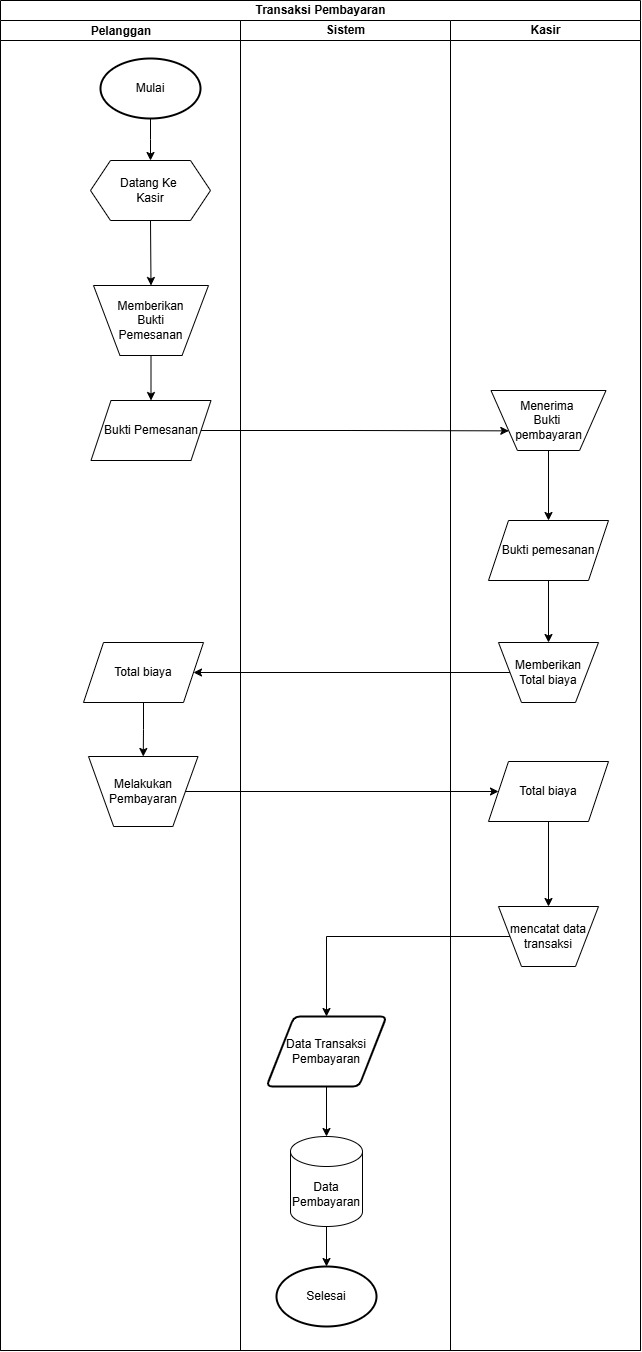 Transaksi Pembayaran
Pelanggan
Sistem
Kasir
Mulai
Datang Ke
Kasir
Memberikan
Bukti
Pemesanan
Bukti Pemesanan
Menerima
Bukti
pembayaran
Bukti pemesanan
Memberikan
Total biaya
Total biaya
Melakukan
Pembayaran
Total biaya
mencatat data
transaksi
Data Transaksi
Pembayaran
Data
Pembayaran
Selesai